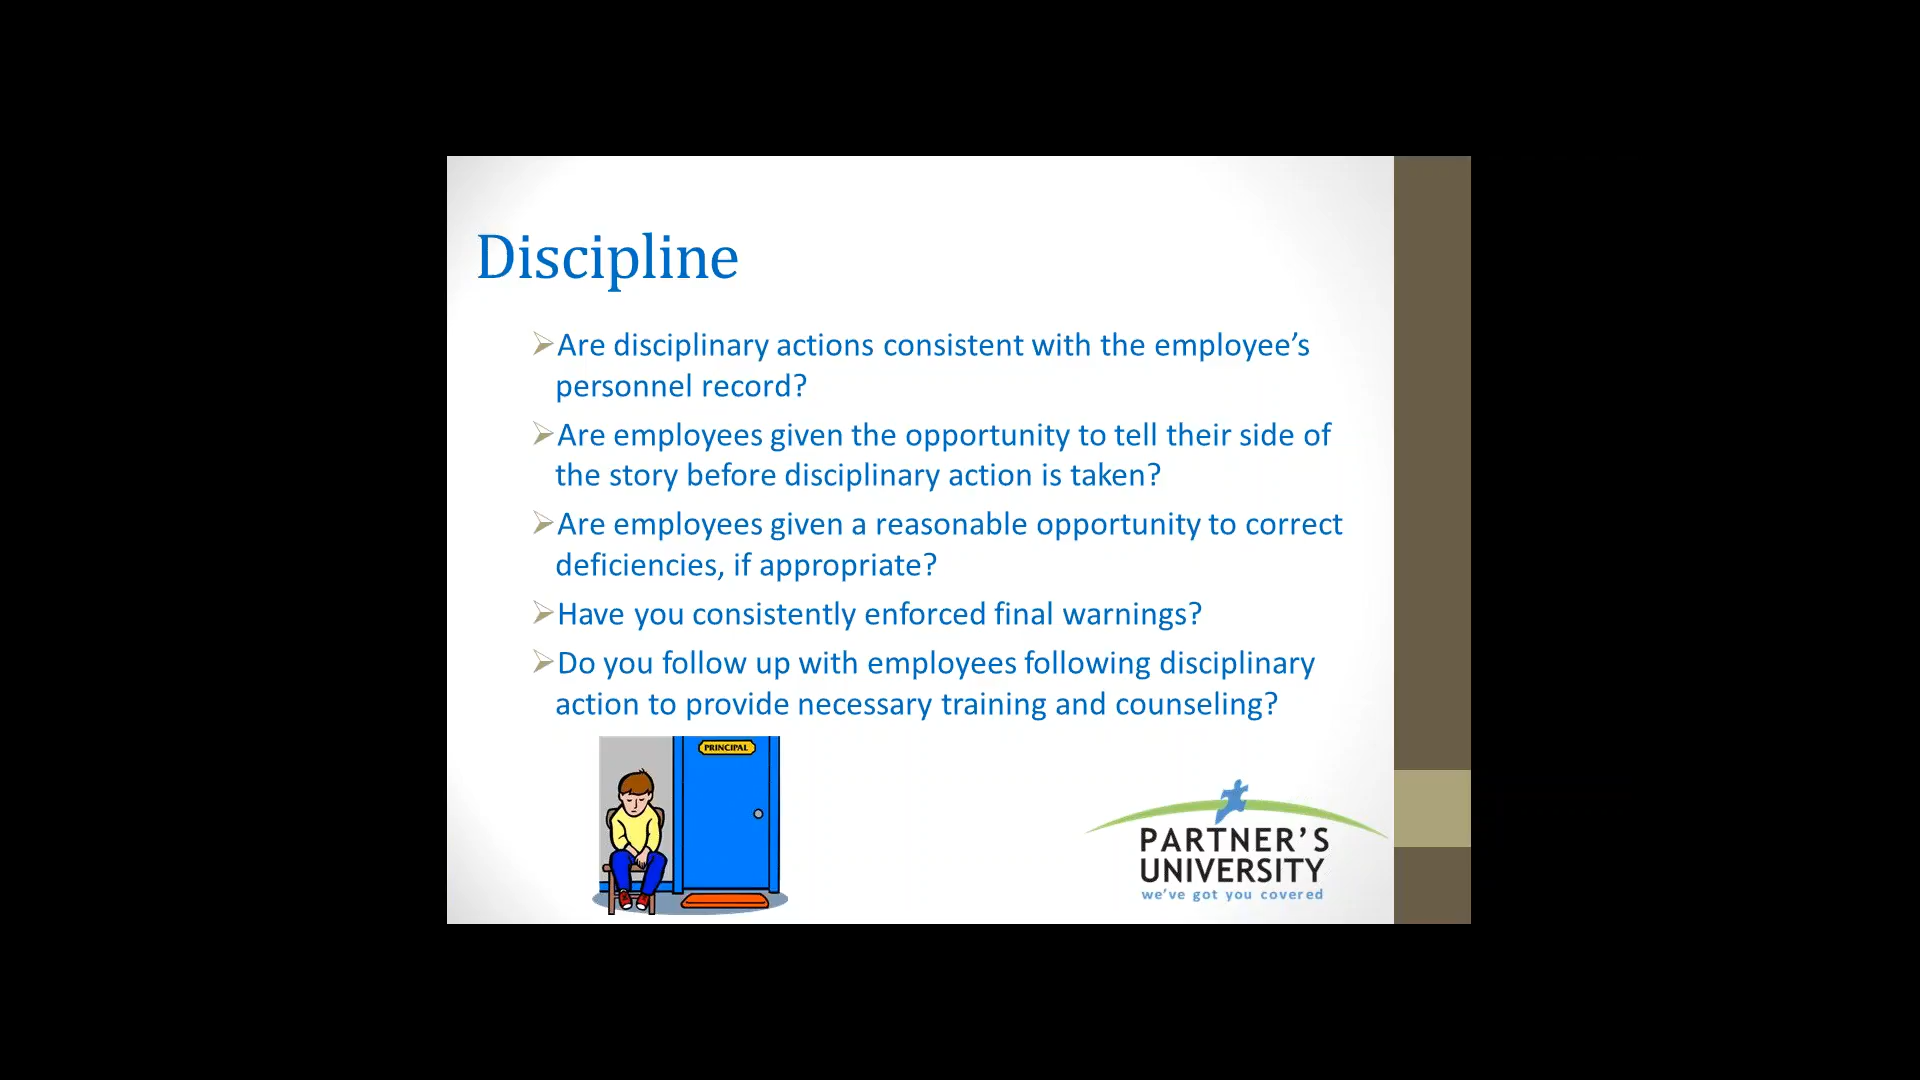 Discipline
Are disciplinary actions consistent with the employee’s
personnel record?
Are employees given the opportunity to tell their side of
the story before disciplinary action is taken?
Are employees given a reasonable opportunity to correct
deficiencies, if appropriate?
Have you consistently enforced final warnings?
Do you follow up with employees following disciplinary
action to provide necessary training and counseling?
PRINCIPAL
PARTNER’S
UNIVERSITY
we’ve got you covered